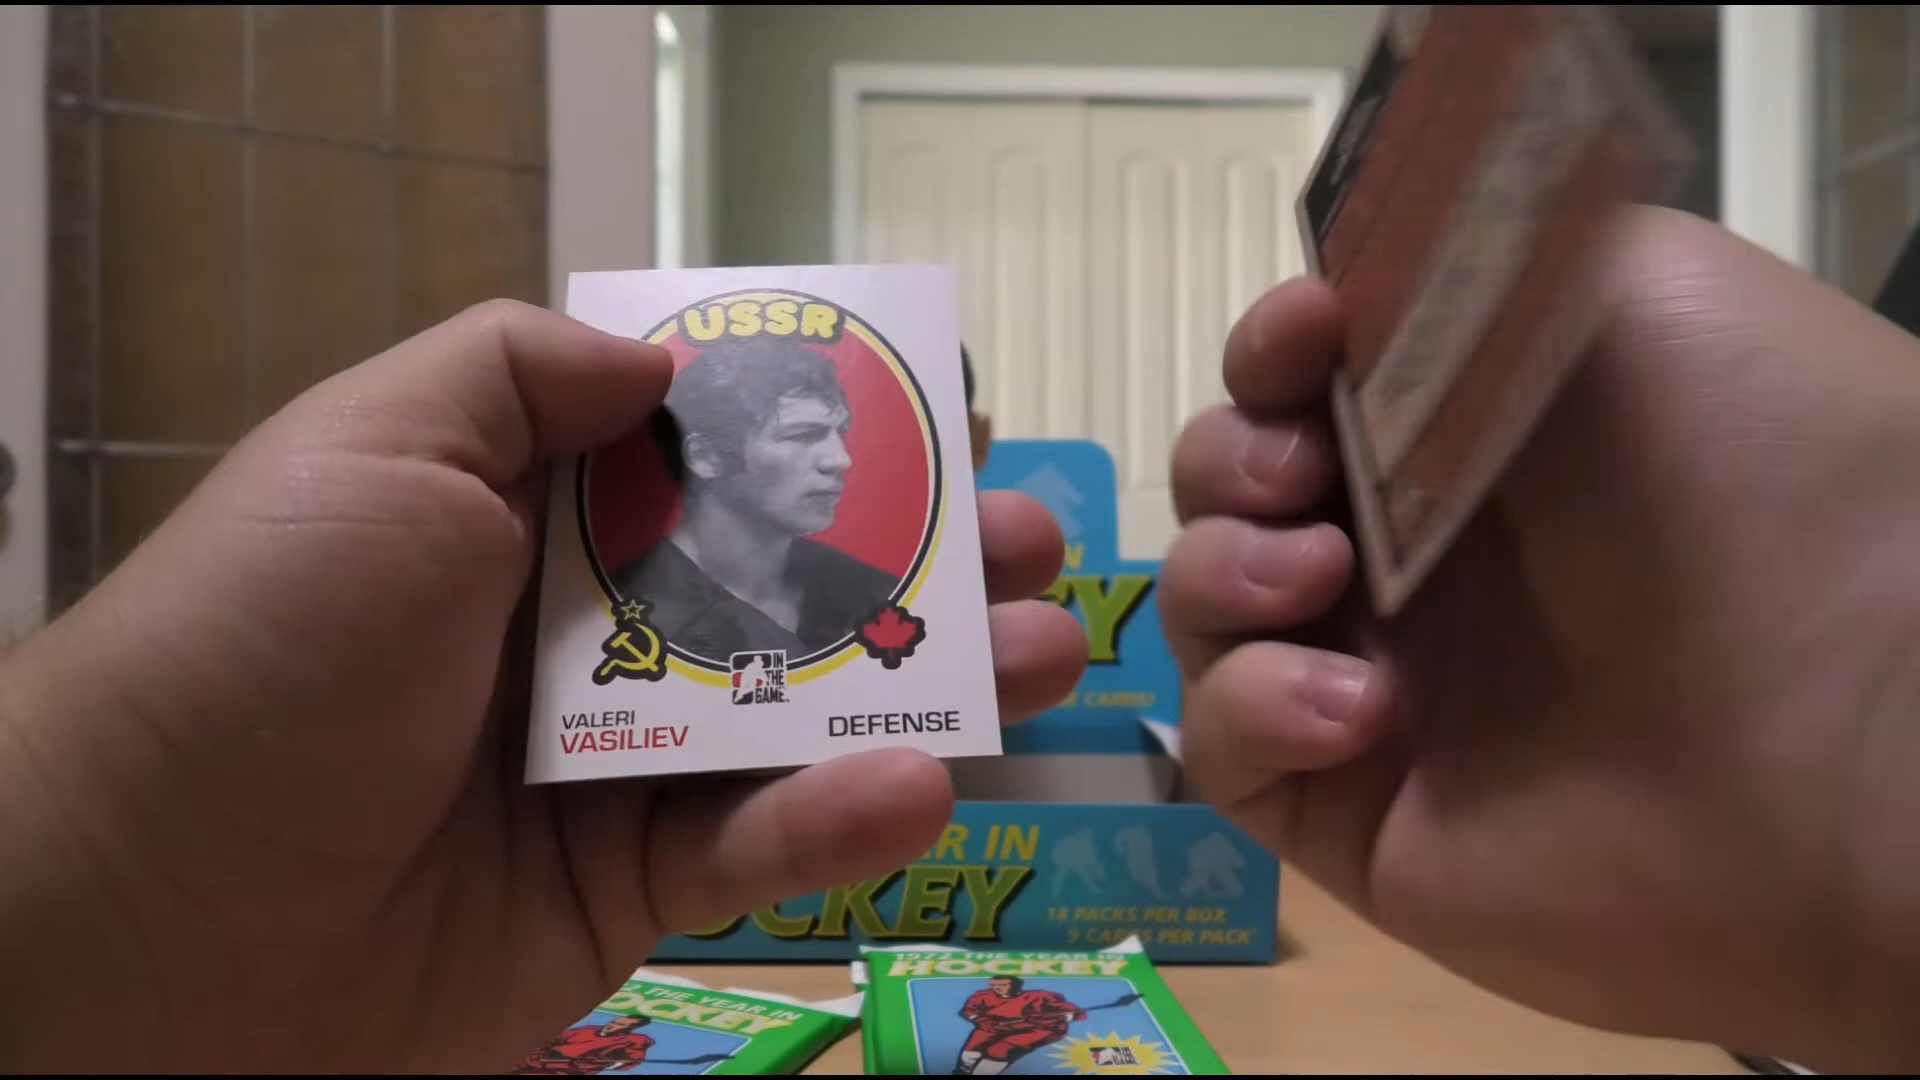 USSR
IN
THE
GAME
VALERI
VASILIEV
DEFENSE
CARDS!
IN
18 PACKS PER BOX
9 CARDS PER PACK
1972 THE YEAR IN
HOCKEY
THE YEAR IN
HOCKEY